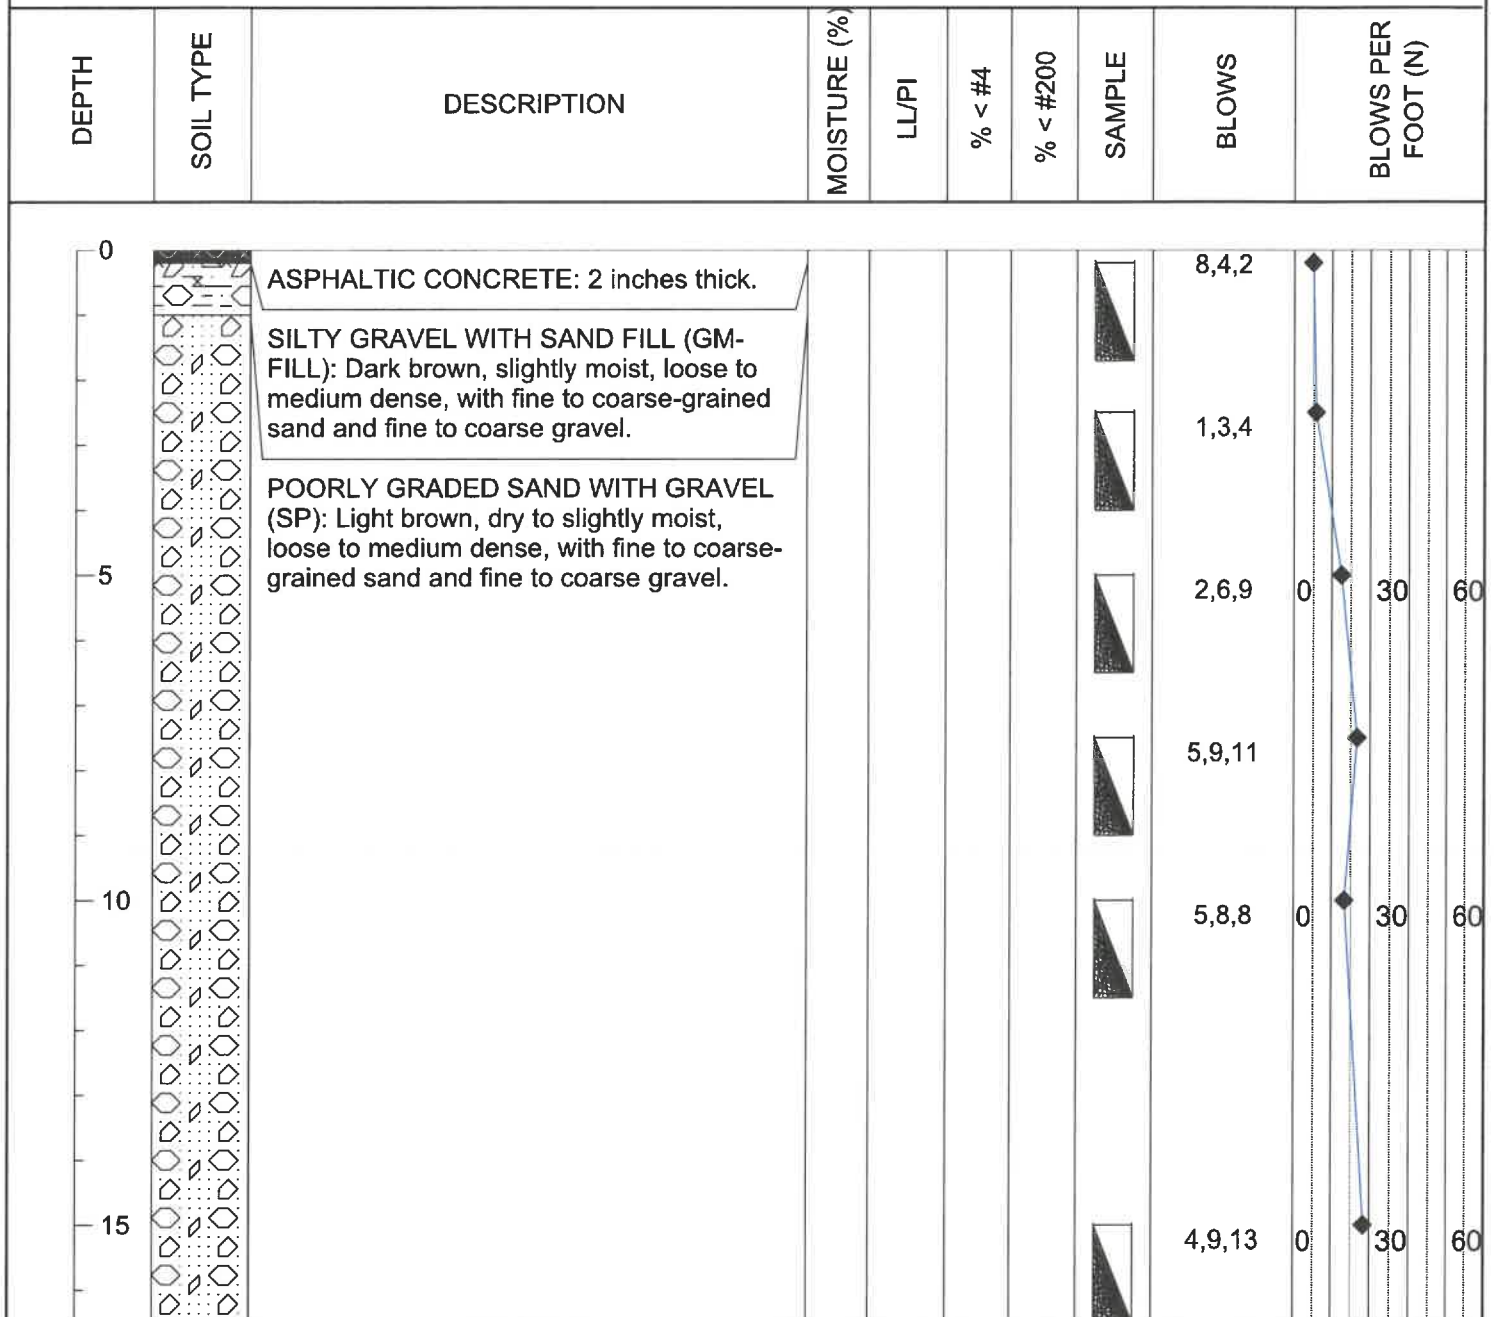 DEPTH
SOIL TYPE
DESCRIPTION
MOISTURE (%)
LL/PI
% < #4
% < #200
SAMPLE
BLOWS
BLOWS PER
FOOT (N)
0
ASPHALTIC CONCRETE: 2 inches thick.
8,4,2
SILTY GRAVEL WITH SAND FILL (GM-
FILL): Dark brown, slightly moist, loose to
medium dense, with fine to coarse-grained
sand and fine to coarse gravel.
1,3,4
POORLY GRADED SAND WITH GRAVEL
(SP): Light brown, dry to slightly moist,
loose to medium dense, with fine to coarse-
grained sand and fine to coarse gravel.
5
2,6,9
0 30 60
5,9,11
10
5,8,8
0 30 60
15
4,9,13
0 30 60